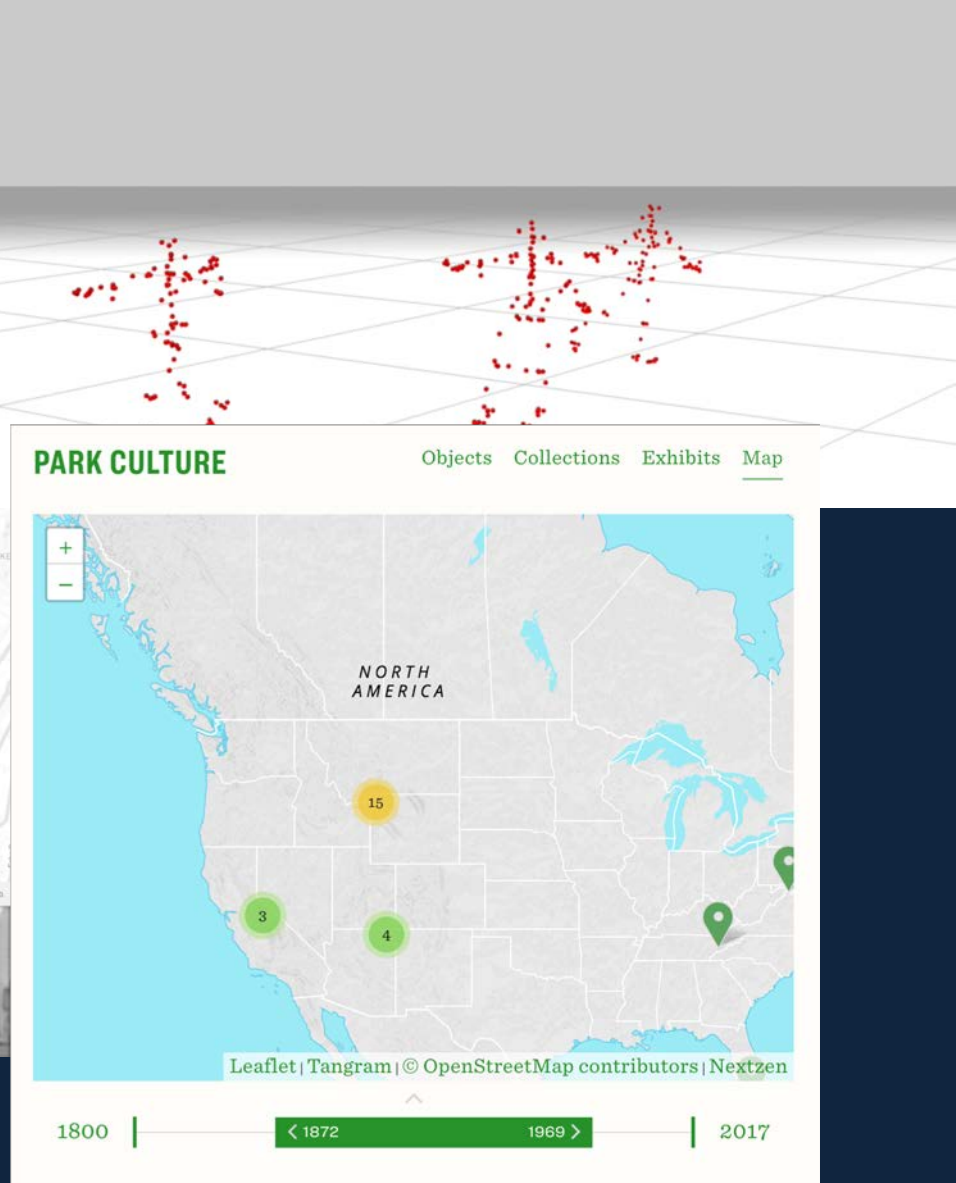 PARK CULTURE
Objects Collections Exhibits Map
+
−
NORTH
AMERICA
15
3
4
Leaflet | Tangram | © OpenStreetMap contributors | Nextzen
1800
< 1872
1969 >
2017